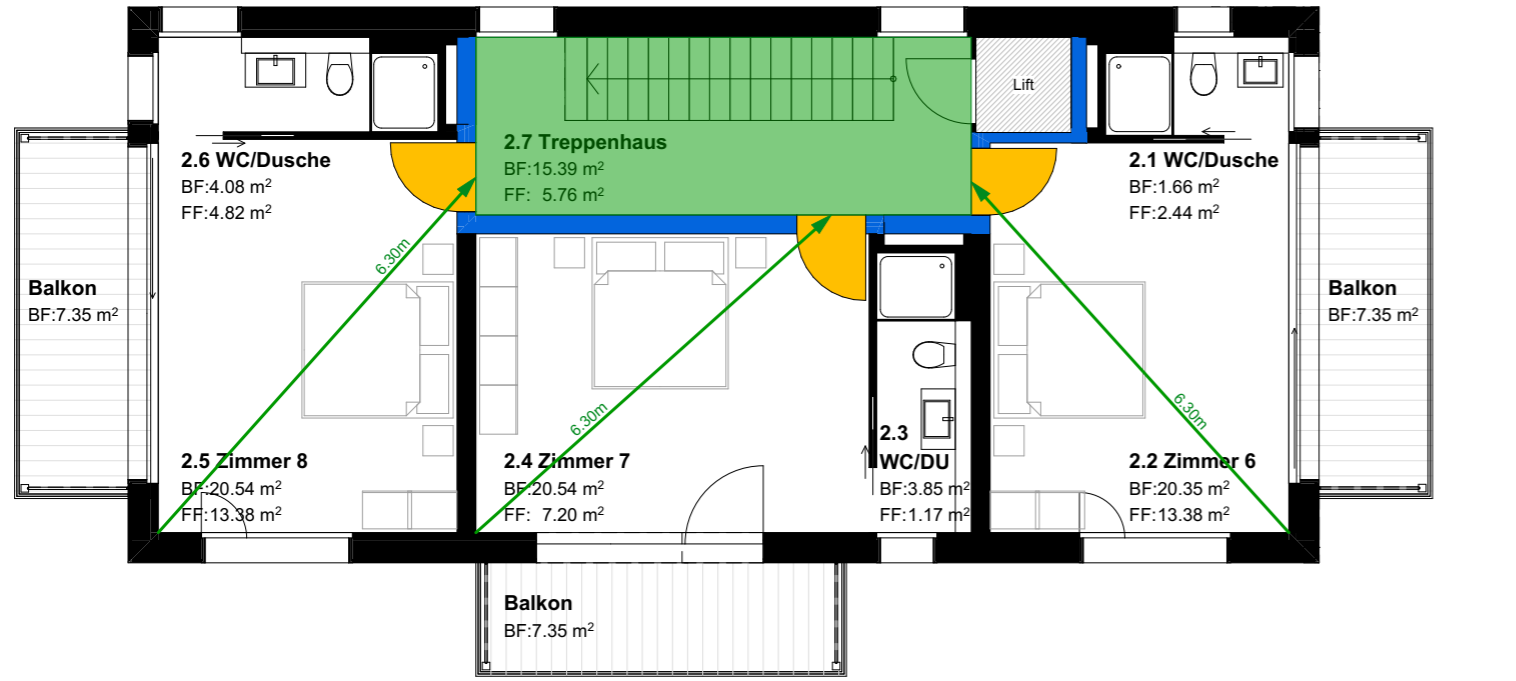 Lift
2.7 Treppenhaus
BF:15.39 m²
FF: 5.76 m²
2.6 WC/Dusche
BF:4.08 m²
FF:4.82 m²
2.1 WC/Dusche
BF:1.66 m²
FF:2.44 m²
6.30m
Balkon
BF:7.35 m²
Balkon
BF:7.35 m²
6.30m
6.30m
2.5 Zimmer 8
BF:20.54 m²
FF:13.38 m²
2.4 Zimmer 7
BF:20.54 m²
FF: 7.20 m²
2.3
WC/DU
BF:3.85 m²
FF:1.17 m²
2.2 Zimmer 6
BF:20.35 m²
FF:13.38 m²
Balkon
BF:7.35 m²